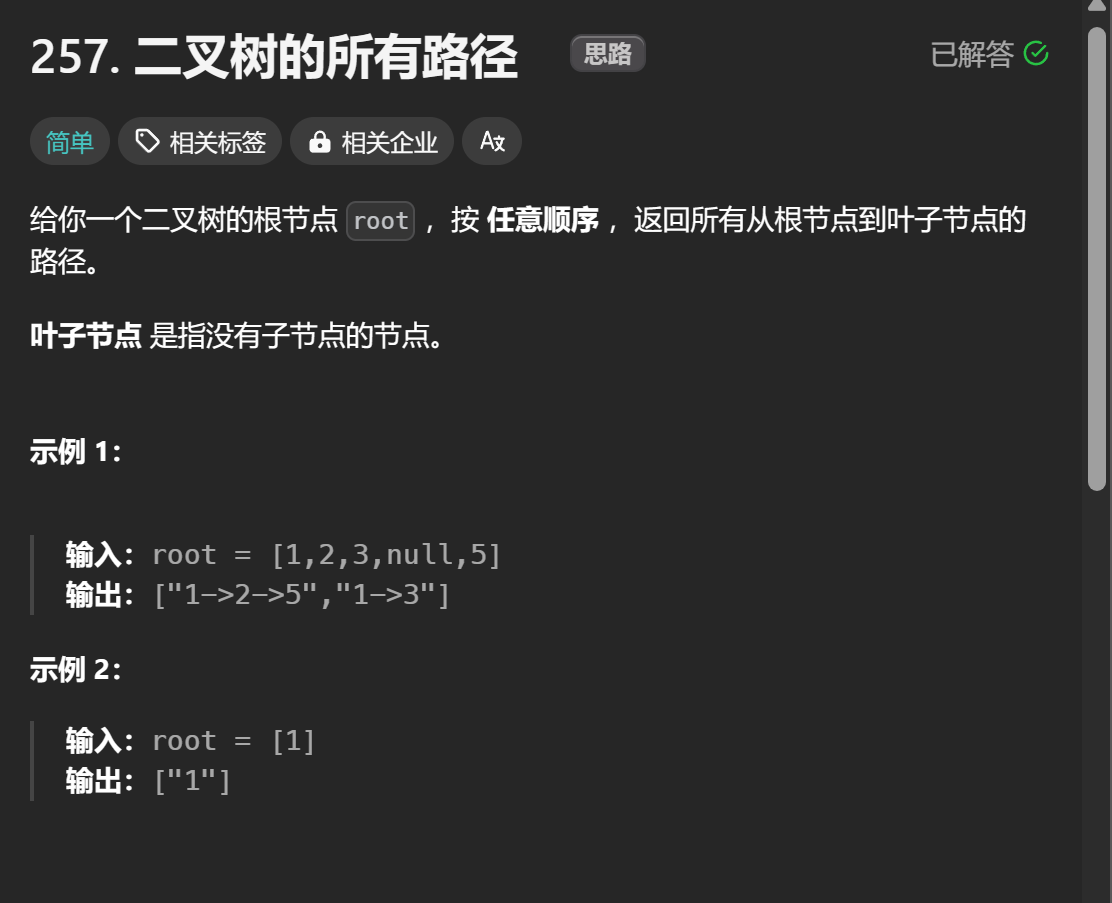 257. 二叉树的所有路径 思路 已解答
简单 相关标签 相关企业
给你一个二叉树的根节点 root ，按 任意顺序 ，返回所有从根节点到叶子节点的
路径。
叶子节点 是指没有子节点的节点。
示例 1：
输入：root = [1,2,3,null,5]
输出：["1->2->5","1->3"]
示例 2：
输入：root = [1]
输出：["1"]